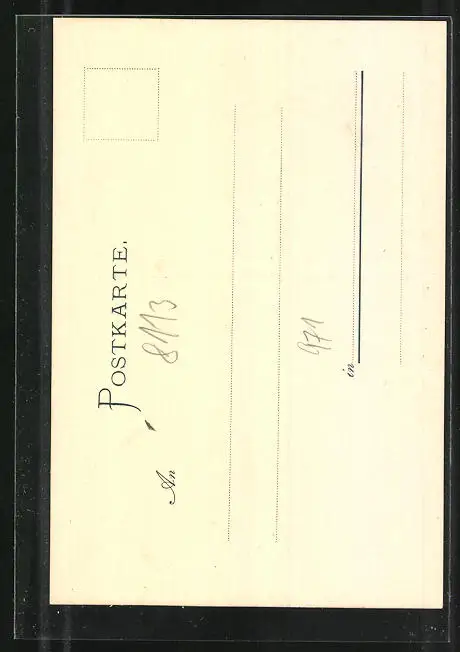 POSTKARTE.
8113
An
971
in